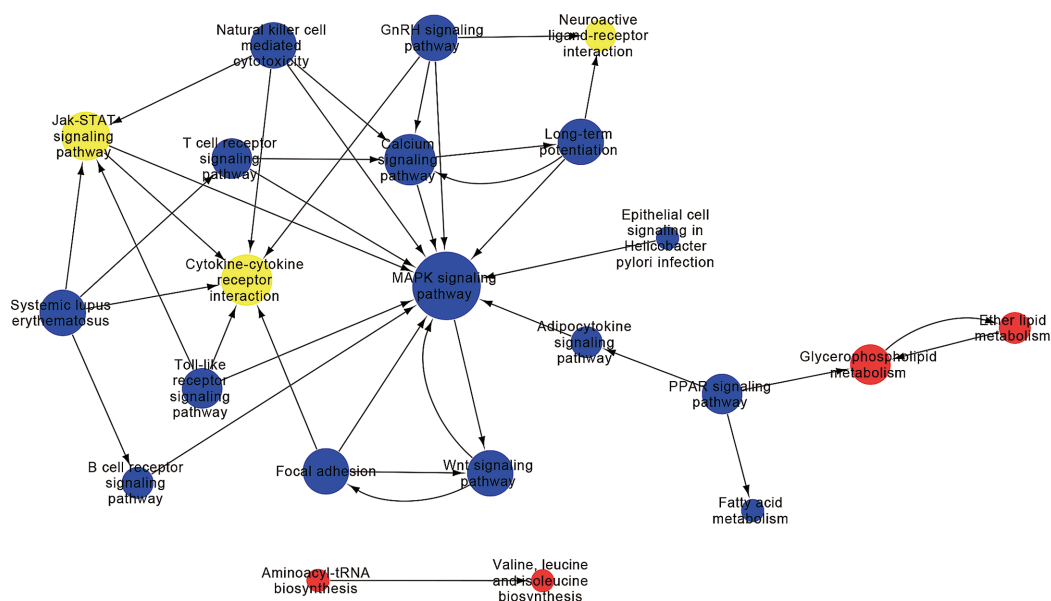 Natural killer cell
mediated
cytotoxicity
GnRH signaling
pathway
Neuroactive
ligand-receptor
interaction
Jak-STAT
signaling
pathway
T cell receptor
signaling
pathway
Calcium
signaling
pathway
Long-term
potentiation
Epithelial cell
signaling in
Helicobacter
pylori infection
Cytokine-cytokine
receptor
interaction
MAPK signaling
pathway
Systemic lupus
erythematosus
Adipocytokine
signaling
pathway
Ether lipid
metabolism
Glycerophospholipid
metabolism
Toll-like
receptor
signaling
pathway
PPAR signaling
pathway
B cell receptor
signaling
pathway
Focal adhesion
Wnt signaling
pathway
Fatty acid
metabolism
Aminoacyl-tRNA
biosynthesis
Valine, leucine
and isoleucine
biosynthesis